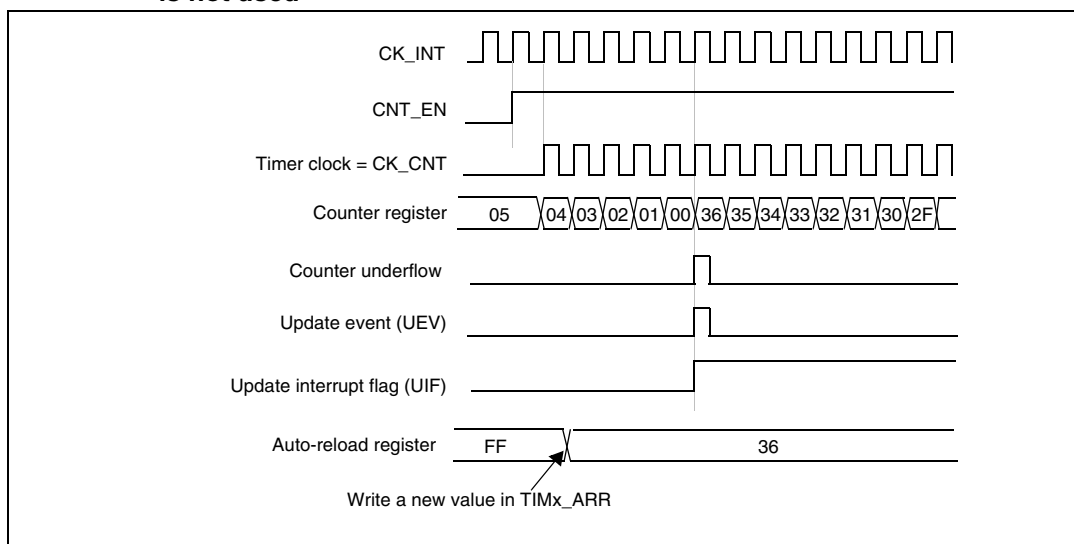 is not used
CK_INT
CNT_EN
Timer clock = CK_CNT
Counter register 05 04 03 02 01 00 36 35 34 33 32 31 30 2F
Counter underflow
Update event (UEV)
Update interrupt flag (UIF)
Auto-reload register FF 36
Write a new value in TIMx_ARR